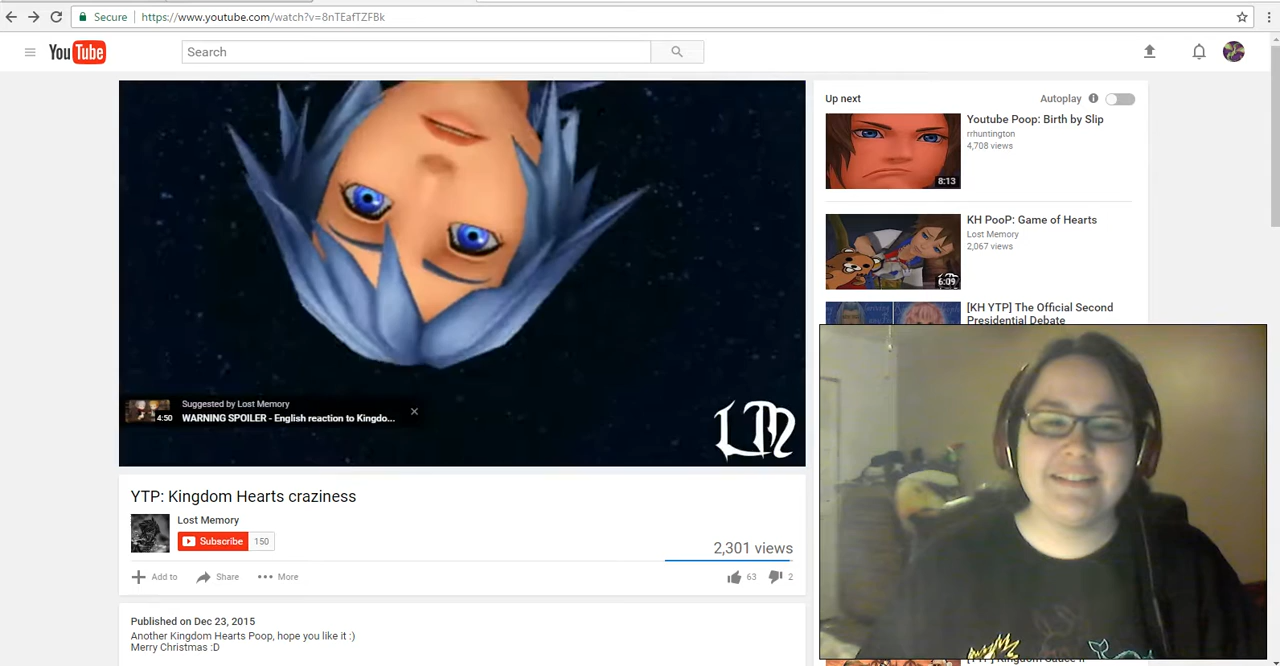 Secure
https://www.youtube.com/watch?v=8nTEafTZFBk
YouTube
Search
Up next
Autoplay
Youtube Poop: Birth by Slip
rrhuntington
4,708 views
8:13
KH PooP: Game of Hearts
Lost Memory
2,067 views
6:09
[KH YTP] The Official Second
Presidential Debate
Suggested by Lost Memory
WARNING SPOILER - English reaction to Kingdo...
4:50
LM
YTP: Kingdom Hearts craziness
Lost Memory
Subscribe 150
2,301 views
Add to Share More
63 2
Published on Dec 23, 2015
Another Kingdom Hearts Poop, hope you like it :)
Merry Christmas :D